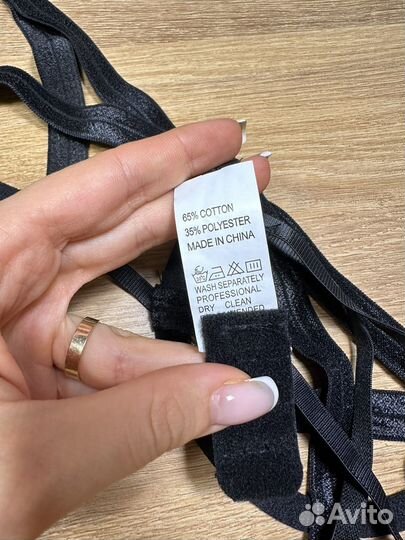 65% COTTON
35% POLYESTER
MADE IN CHINA
WASH SEPARATELY
PROFESSIONAL
DRY CLEAN
Avito